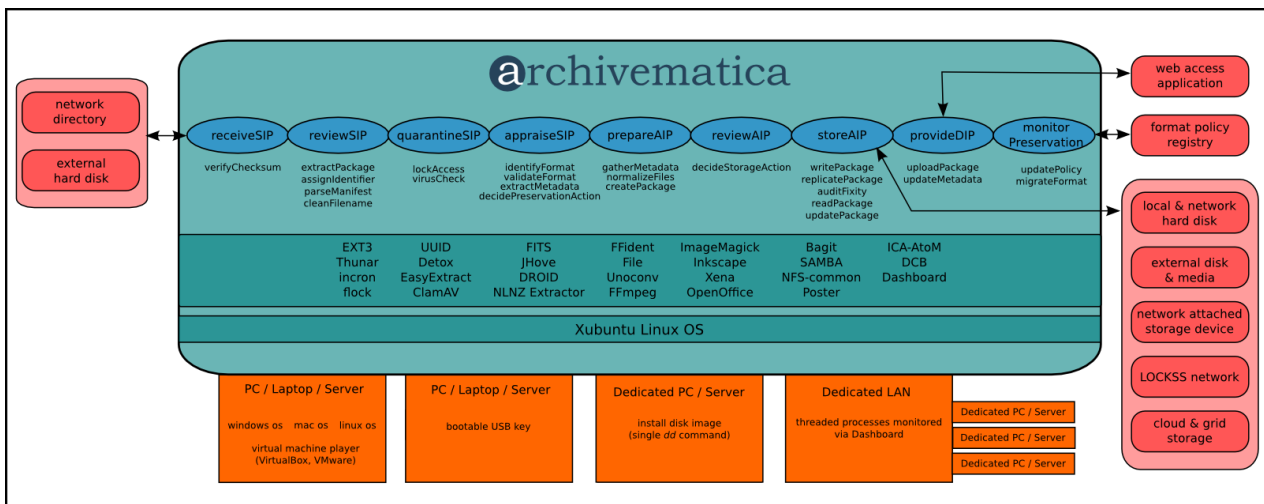 archivematica
network
directory
external
hard disk
receiveSIP
reviewSIP
quarantineSIP
appraiseSIP
prepareAIP
reviewAIP
storeAIP
provideDIP
monitor
Preservation
verifyChecksum
extractPackage
assignIdentifier
parseManifest
cleanFilename
lockAccess
virusCheck
identifyFormat
validateFormat
extractMetadata
decidePreservationAction
gatherMetadata
normalizeFiles
createPackage
decideStorageAction
writePackage
replicatePackage
auditFixity
readPackage
updatePackage
uploadPackage
updateMetadata
updatePolicy
migrateFormat
web access
application
format policy
registry
local & network
hard disk
external disk
& media
network attached
storage device
LOCKSS network
cloud & grid
storage
EXT3
Thunar
incron
flock
UUID
Detox
EasyExtract
ClamAV
FITS
JHove
DROID
NLNZ Extractor
FFident
File
Unoconv
FFmpeg
ImageMagick
Inkscape
Xena
OpenOffice
Bagit
SAMBA
NFS-common
Poster
ICA-AtoM
DCB
Dashboard
Xubuntu Linux OS
PC / Laptop / Server
windows os mac os linux os
virtual machine player
(VirtualBox, VMware)
PC / Laptop / Server
bootable USB key
Dedicated PC / Server
install disk image
(single dd command)
Dedicated LAN
threaded processes monitored
via Dashboard
Dedicated PC / Server
Dedicated PC / Server
Dedicated PC / Server